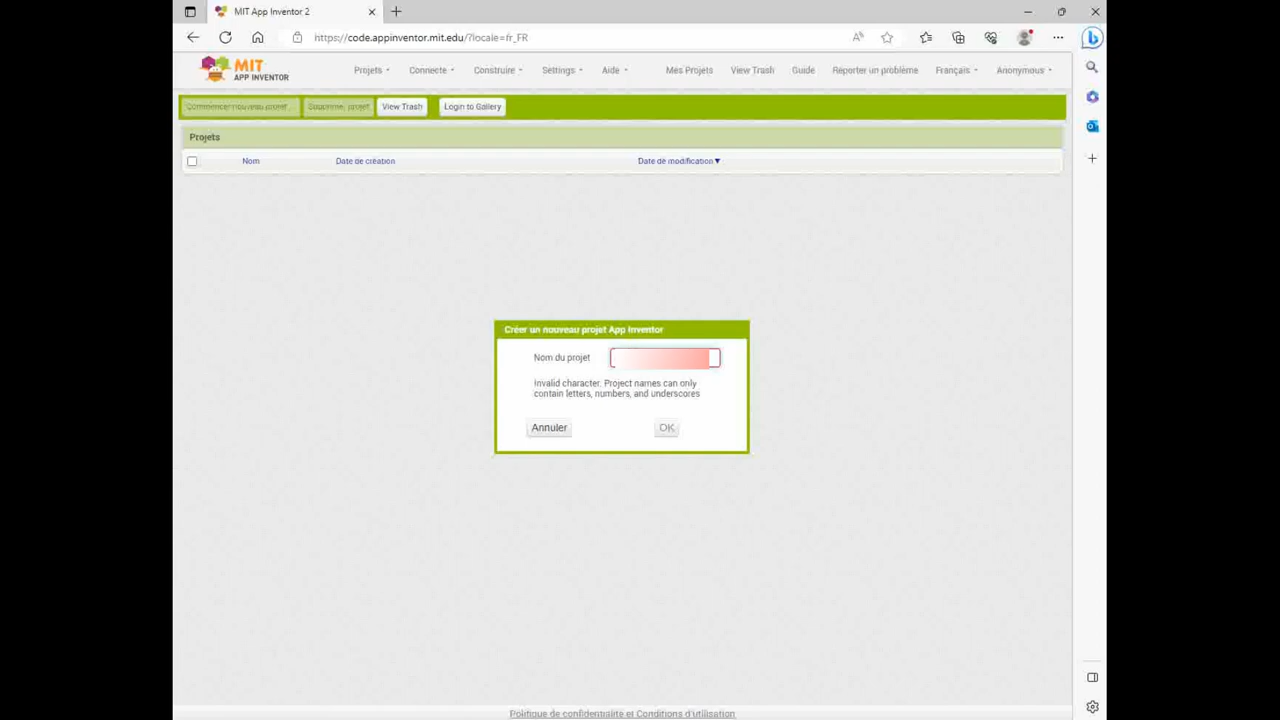 MIT App Inventor 2
https://code.appinventor.mit.edu/?locale=fr_FR
MIT
APP INVENTOR
Projets
Connecte
Construire
Settings
Aide
Mes Projets
View Trash
Guide
Réporter un problème
Français
Anonymous
Commencer nouveau projet ...
Supprimer projet
View Trash
Login to Gallery
Projets
Nom
Date de création
Date de modification ▼
Créer un nouveau projet App Inventor
Nom du projet
Invalid character. Project names can only
contain letters, numbers, and underscores
Annuler
OK
Politique de confidentialité et Conditions d'utilisation